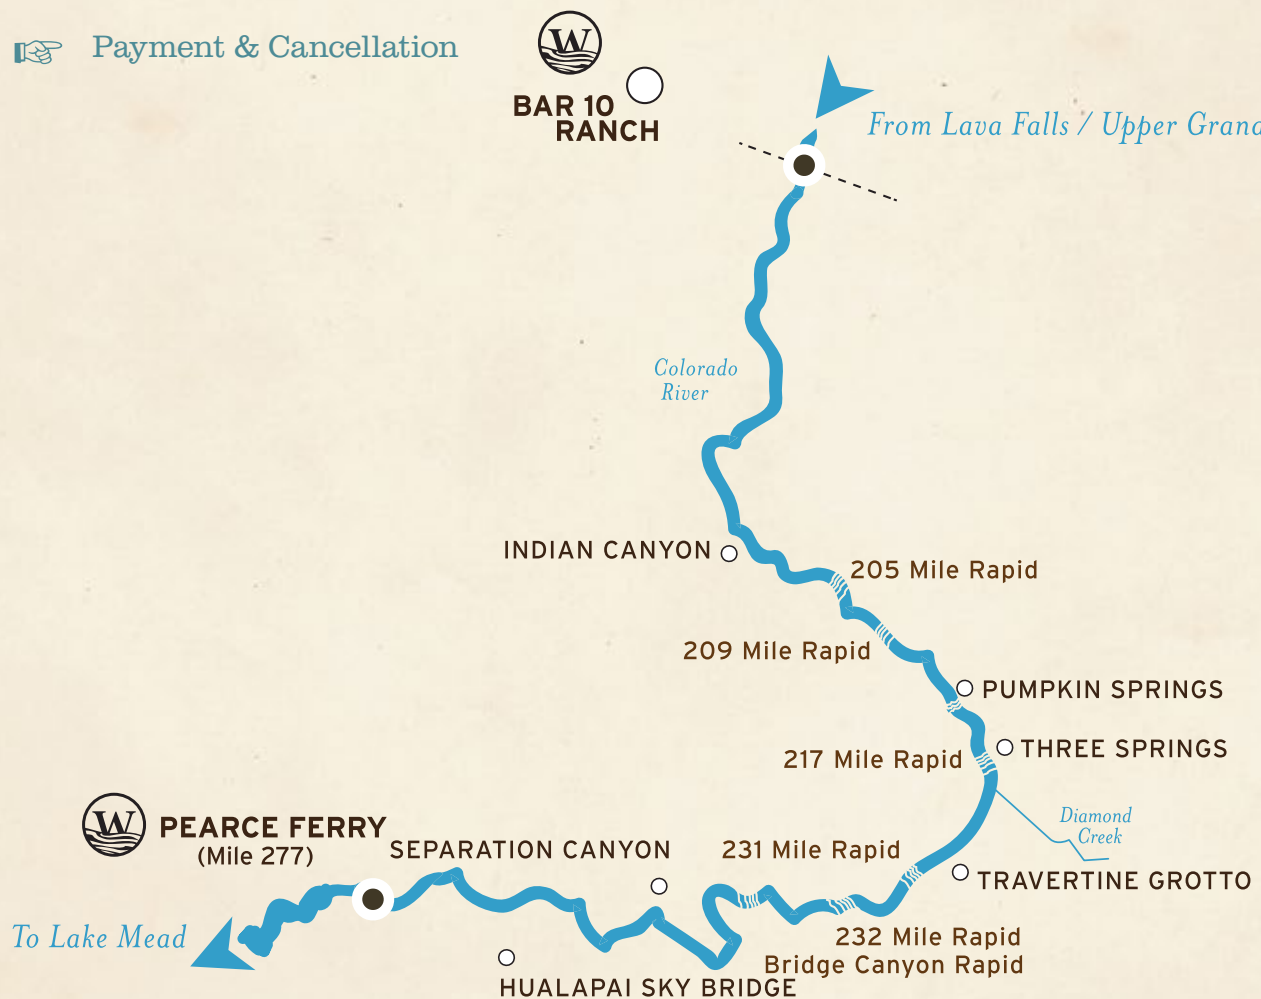 Payment & Cancellation
W
BAR 10
RANCH
From Lava Falls / Upper Grand
Colorado
River
INDIAN CANYON
205 Mile Rapid
209 Mile Rapid
PUMPKIN SPRINGS
THREE SPRINGS
217 Mile Rapid
Diamond
Creek
W
PEARCE FERRY
(Mile 277)
SEPARATION CANYON
231 Mile Rapid
TRAVERTINE GROTTO
To Lake Mead
232 Mile Rapid
Bridge Canyon Rapid
HUALAPAI SKY BRIDGE